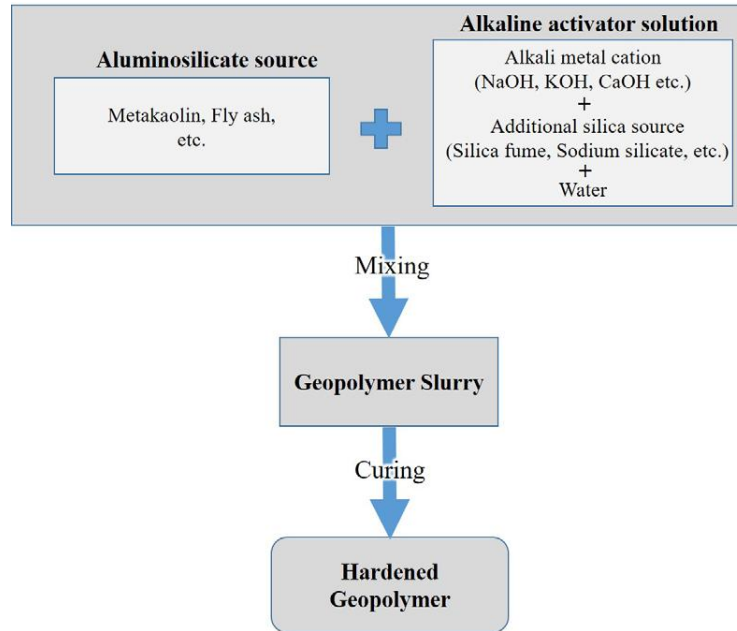 Aluminosilicate source
Metakaolin, Fly ash,
etc.
Alkaline activator solution
Alkali metal cation
(NaOH, KOH, CaOH etc.)
+
Additional silica source
(Silica fume, Sodium silicate, etc.)
+
Water
Mixing
Geopolymer Slurry
Curing
Hardened
Geopolymer